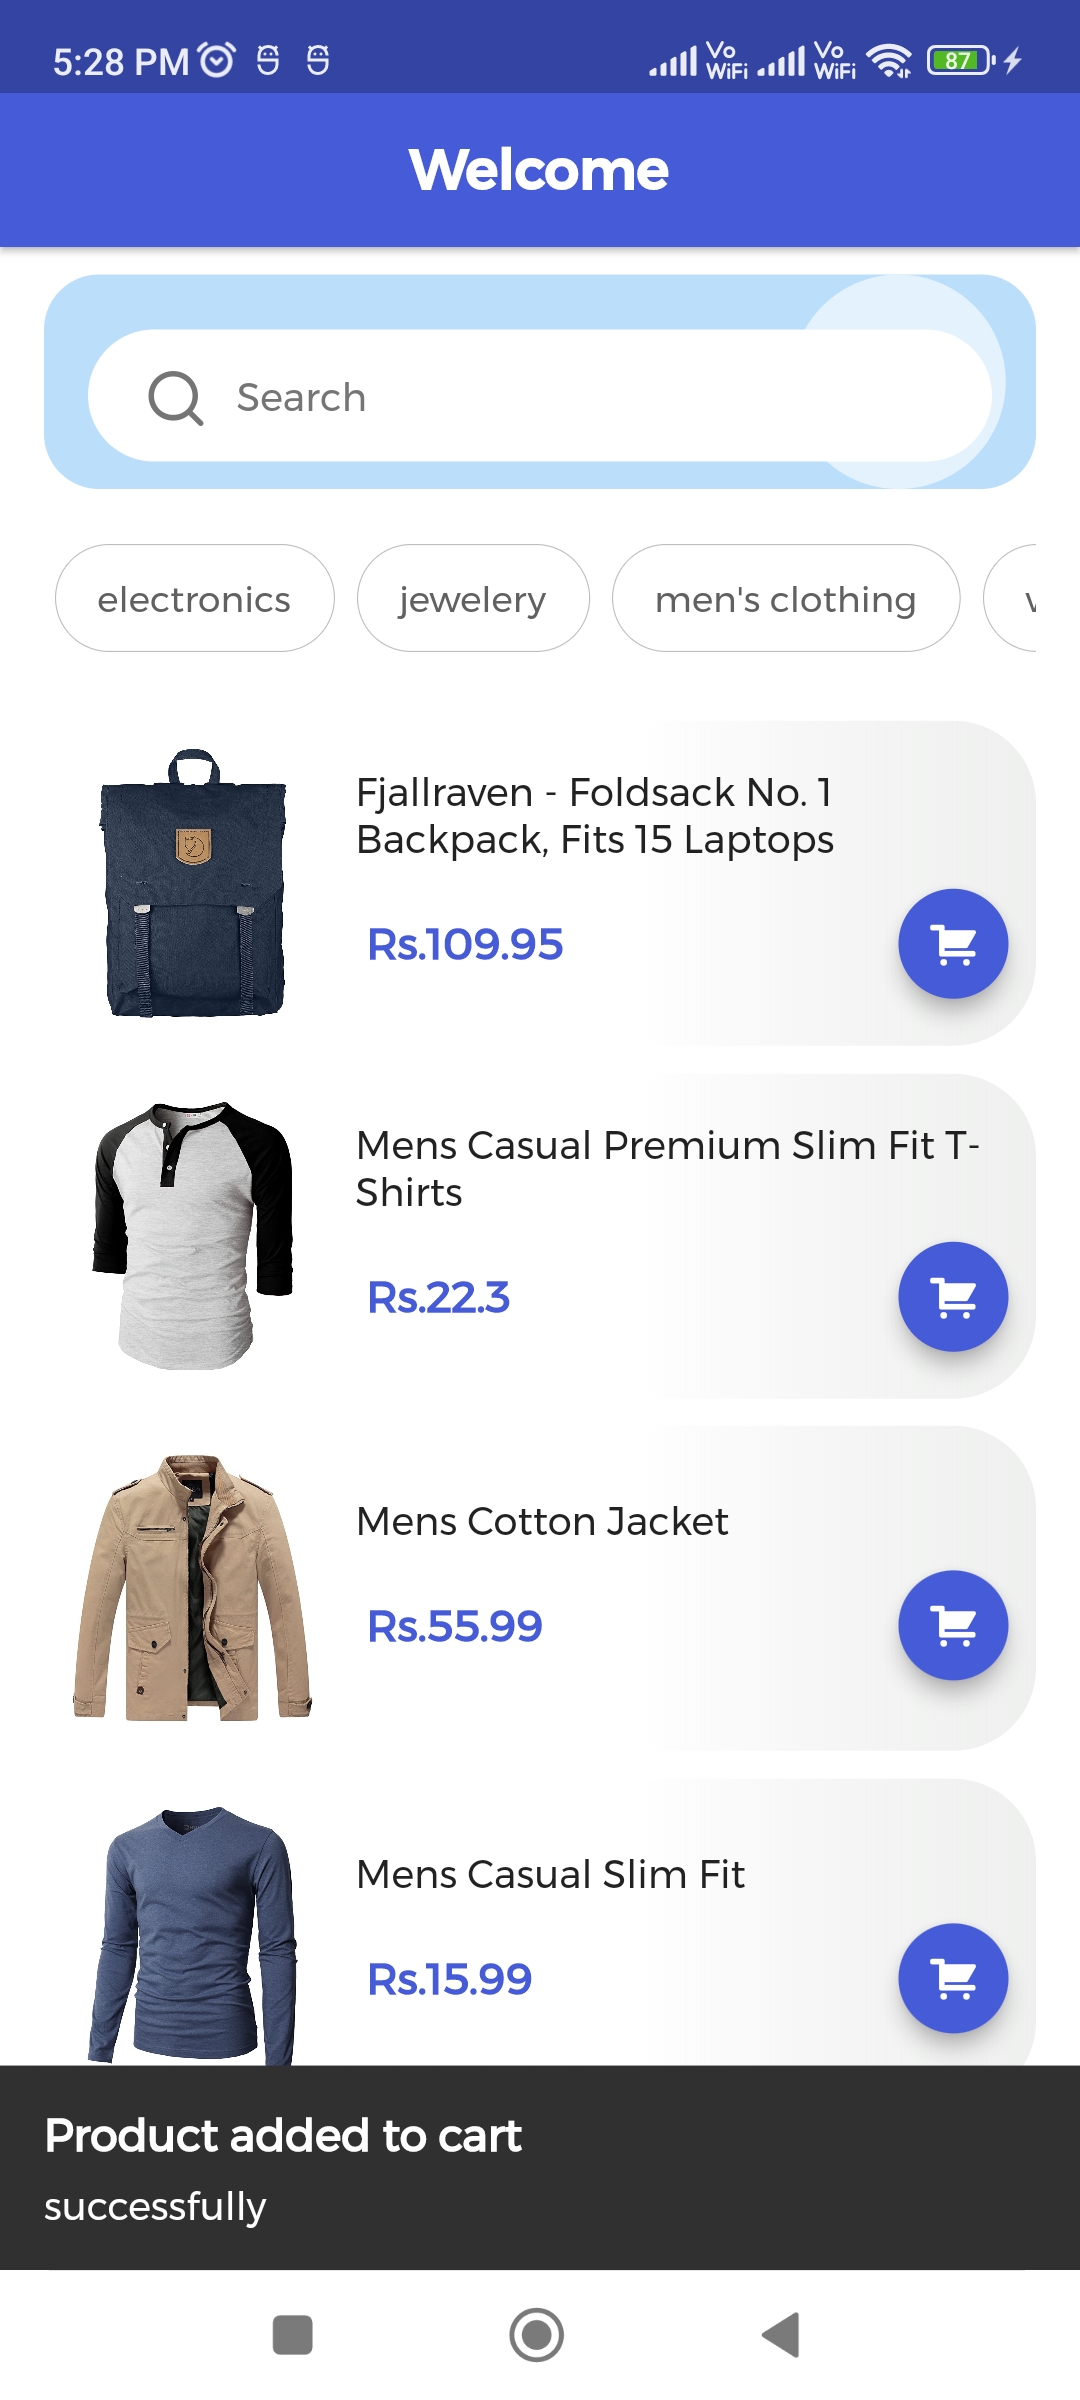 5:28 PM
Vo WiFi Vo WiFi 87
Welcome
Search
electronics jewelery men's clothing
Fjallraven - Foldsack No. 1
Backpack, Fits 15 Laptops
Rs.109.95
Mens Casual Premium Slim Fit T-
Shirts
Rs.22.3
Mens Cotton Jacket
Rs.55.99
Mens Casual Slim Fit
Rs.15.99
Product added to cart
successfully